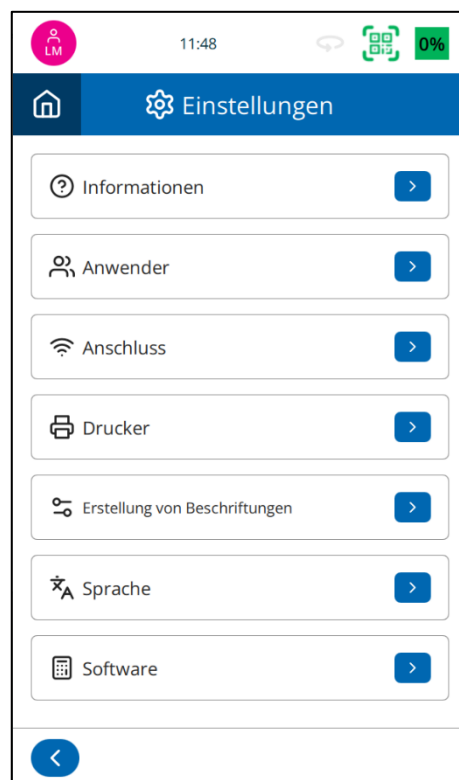 LM
11:48
0%
Einstellungen
Informationen
Anwender
Anschluss
Drucker
Erstellung von Beschriftungen
Sprache
Software